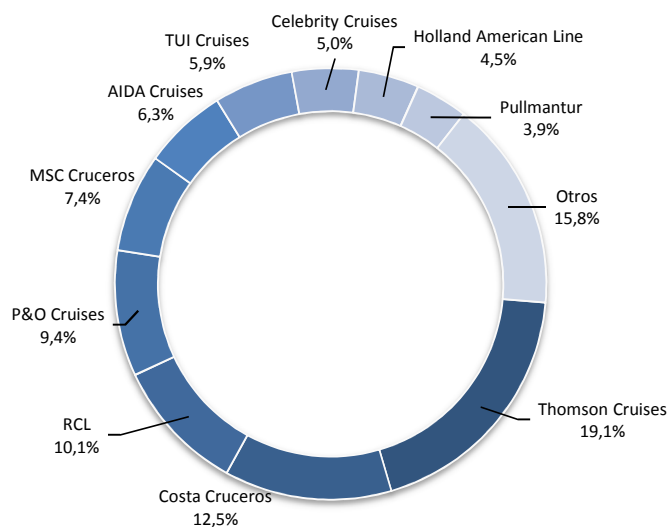 Celebrity Cruises
5,0%
Holland American Line
4,5%
Pullmantur
3,9%
Otros
15,8%
Thomson Cruises
19,1%
Costa Cruceros
12,5%
RCL
10,1%
P&O Cruises
9,4%
MSC Cruceros
7,4%
AIDA Cruises
6,3%
TUI Cruises
5,9%